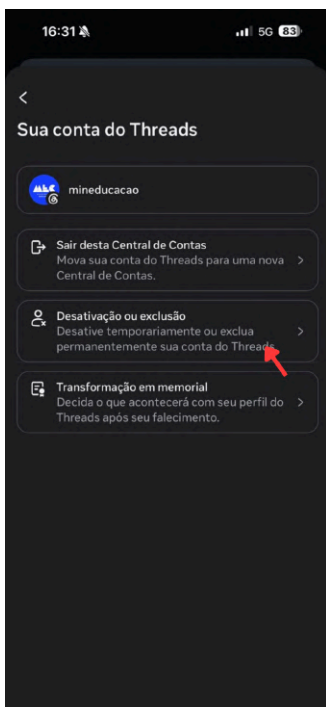 16:31
5G 83
Sua conta do Threads
MEC
mineducacao
Sair desta Central de Contas
Mova sua conta do Threads para uma nova
Central de Contas.
Desativação ou exclusão
Desative temporariamente ou exclua
permanentemente sua conta do Threads.
Transformação em memorial
Decida o que acontecerá com seu perfil do
Threads após seu falecimento.